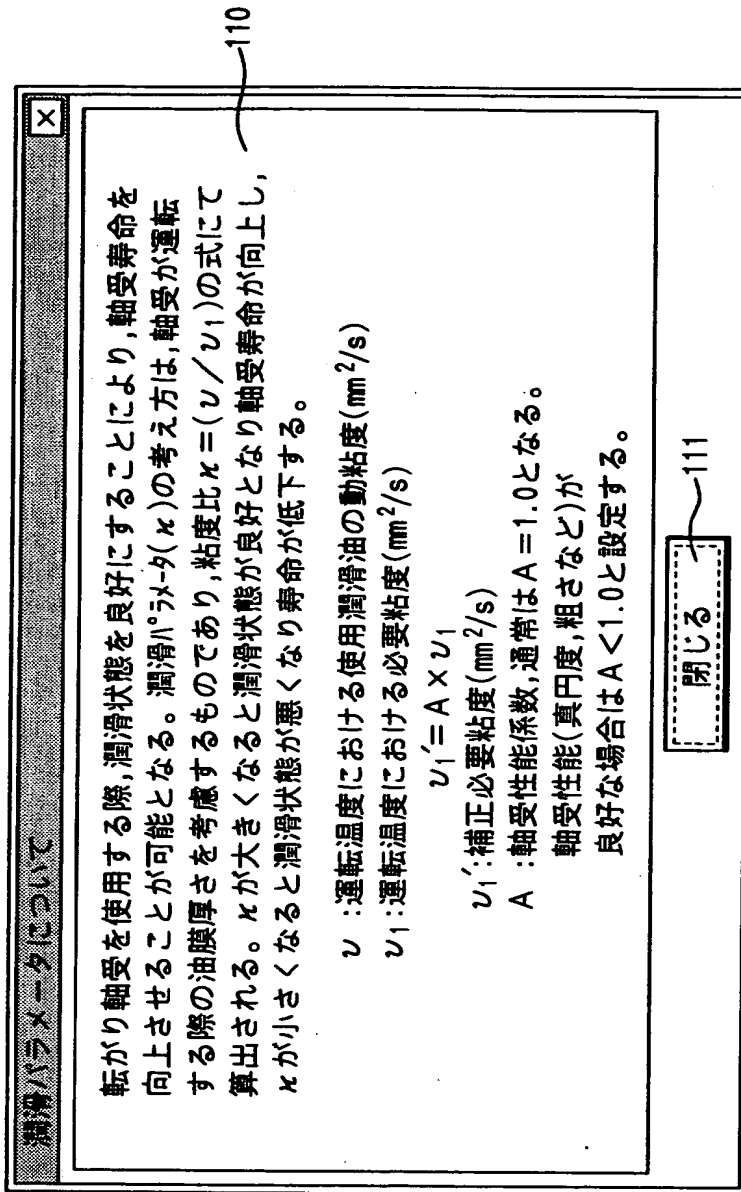 潤滑パラメータについて
×
転がり軸受を使用する際,潤滑状態を良好にすることにより,軸受寿命を
向上させることが可能となる。潤滑パラメータ(κ)の考え方は,軸受が運転
する際の油膜厚さを考慮するものであり,粘度比κ=(ν/ν₁)の式にて
算出される。κが大きくなると潤滑状態が良好となり軸受寿命が向上し,
κが小さくなると潤滑状態が悪くなり寿命が低下する。
ν :運転温度における使用潤滑油の動粘度(mm²/s)
ν₁:運転温度における必要粘度(mm²/s)
ν₁′=A×ν₁
ν₁′:補正必要粘度(mm²/s)
A :軸受性能係数,通常はA=1.0となる。
軸受性能(真円度,粗さなど)が
良好な場合はA<1.0と設定する。
閉じる
110
111